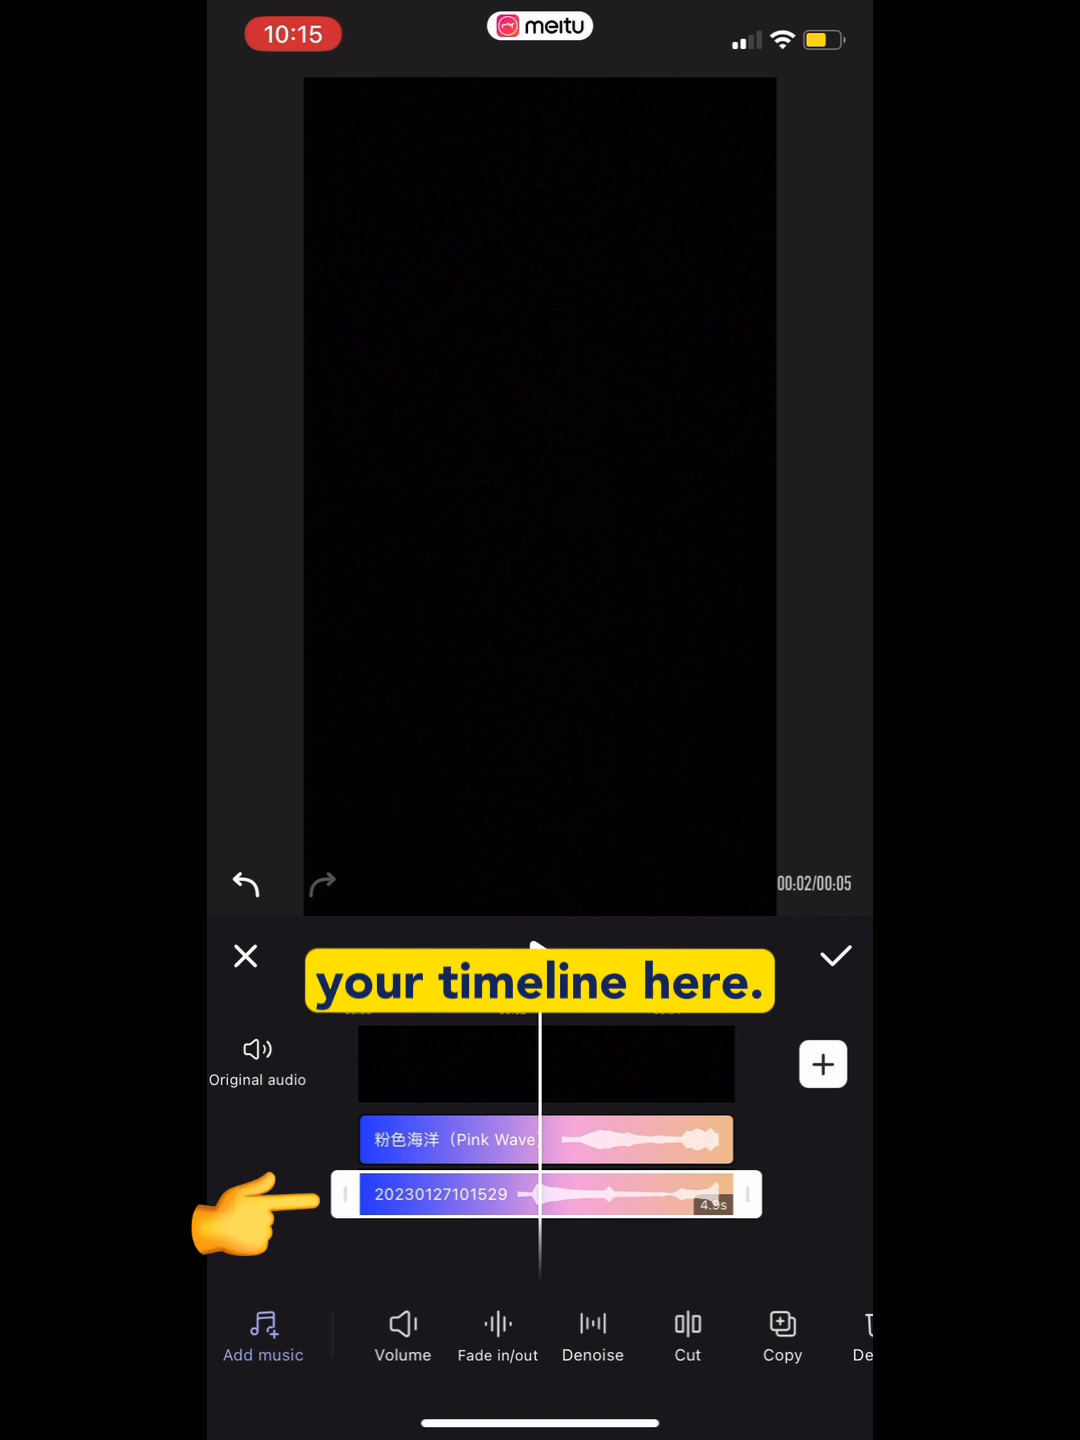 10:15
meitu
00:02/00:05
your timeline here.
Original audio
粉色海洋（Pink Wave
20230127101529
4.9s
Add music
Volume
Fade in/out
Denoise
Cut
Copy
De